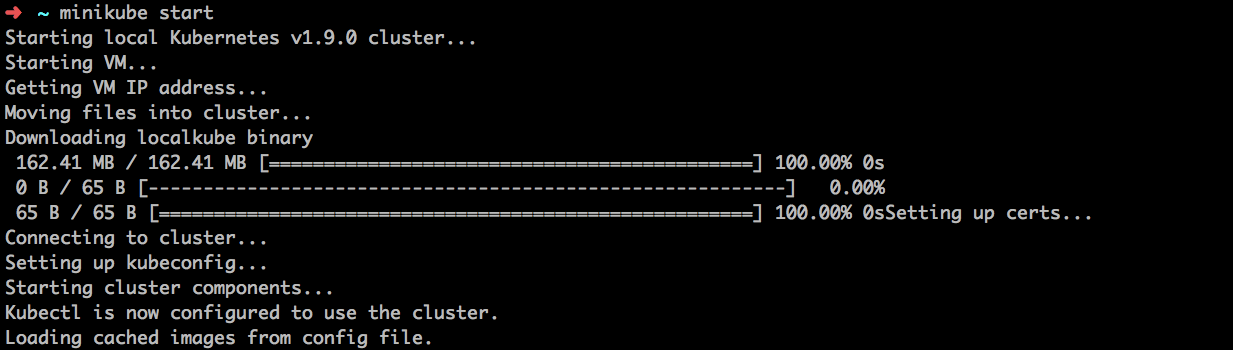 ➜ ~ minikube start
Starting local Kubernetes v1.9.0 cluster...
Starting VM...
Getting VM IP address...
Moving files into cluster...
Downloading localkube binary
 162.41 MB / 162.41 MB [============================================] 100.00% 0s
 0 B / 65 B [----------------------------------------------------------]   0.00%
 65 B / 65 B [======================================================] 100.00% 0sSetting up certs...
Connecting to cluster...
Setting up kubeconfig...
Starting cluster components...
Kubectl is now configured to use the cluster.
Loading cached images from config file.